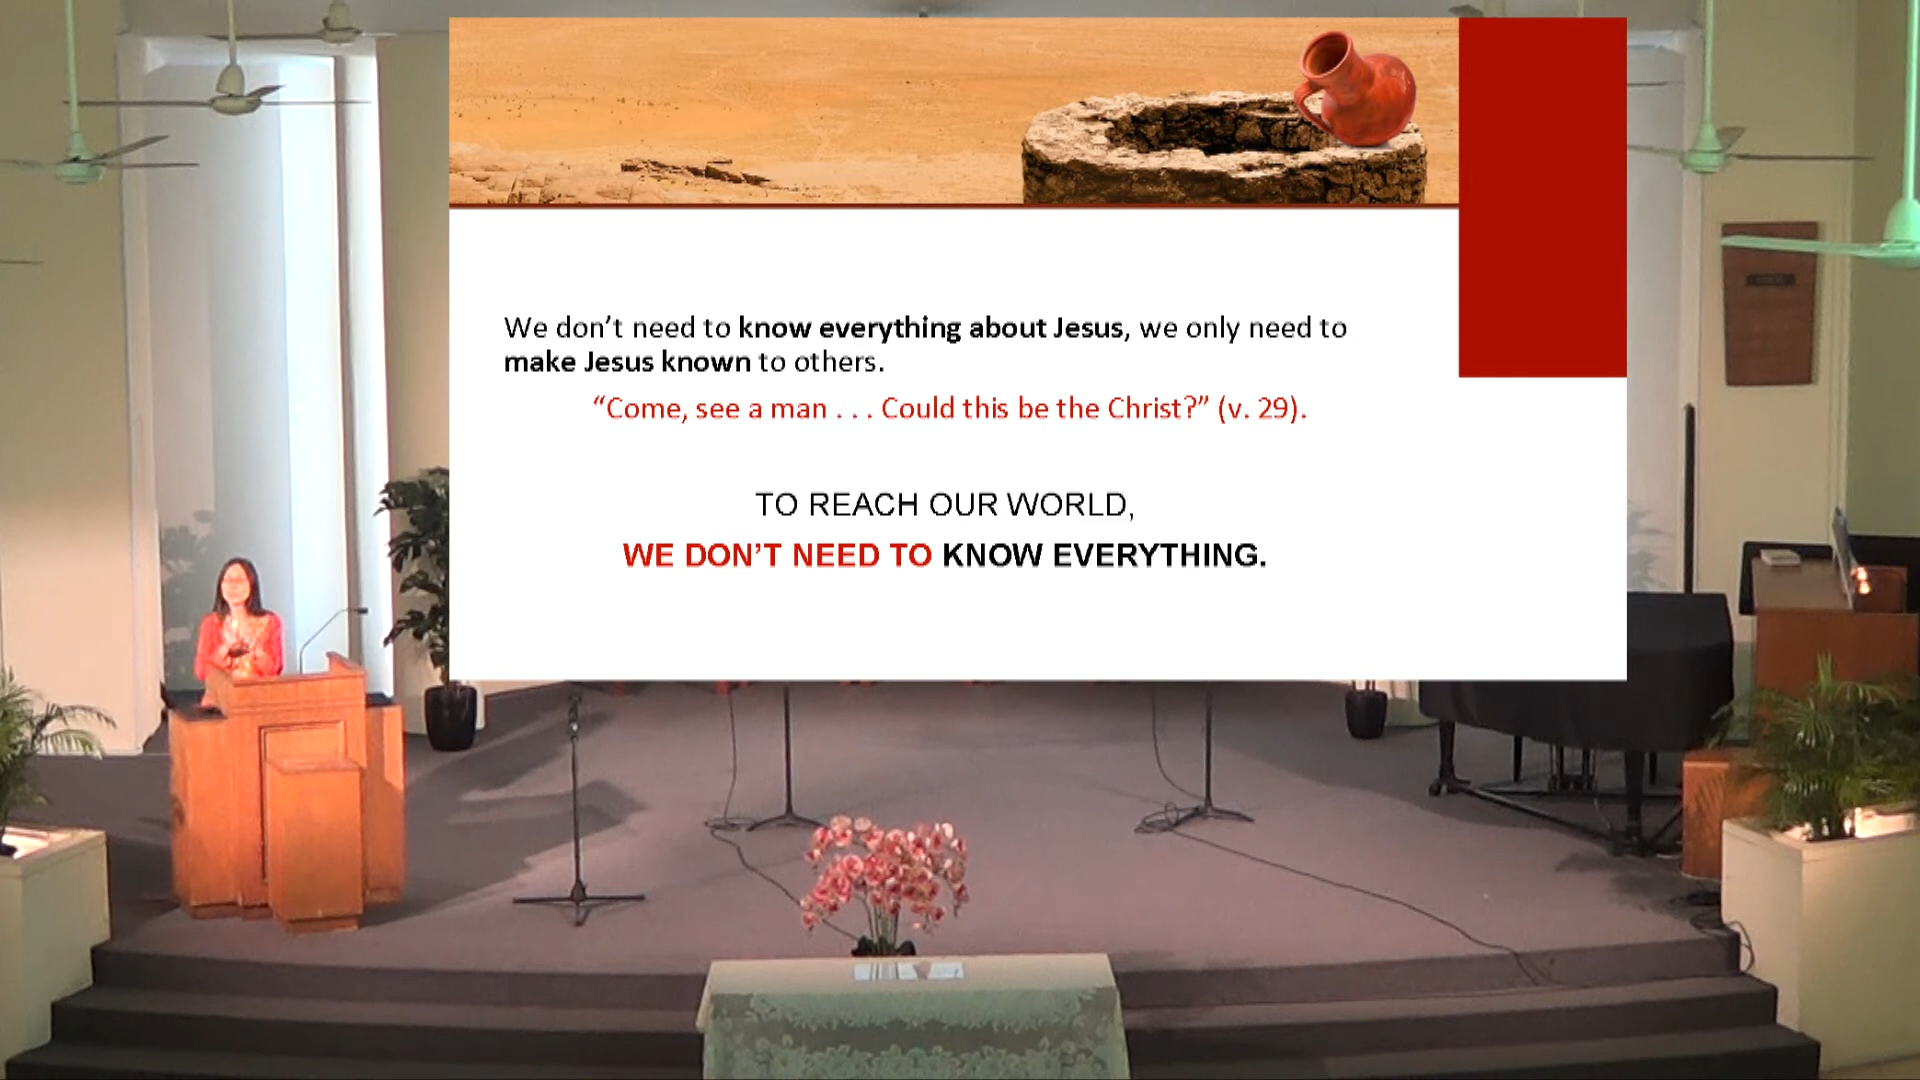 We don’t need to know everything about Jesus, we only need to
make Jesus known to others.
“Come, see a man . . . Could this be the Christ?” (v. 29).
TO REACH OUR WORLD,
WE DON’T NEED TO KNOW EVERYTHING.